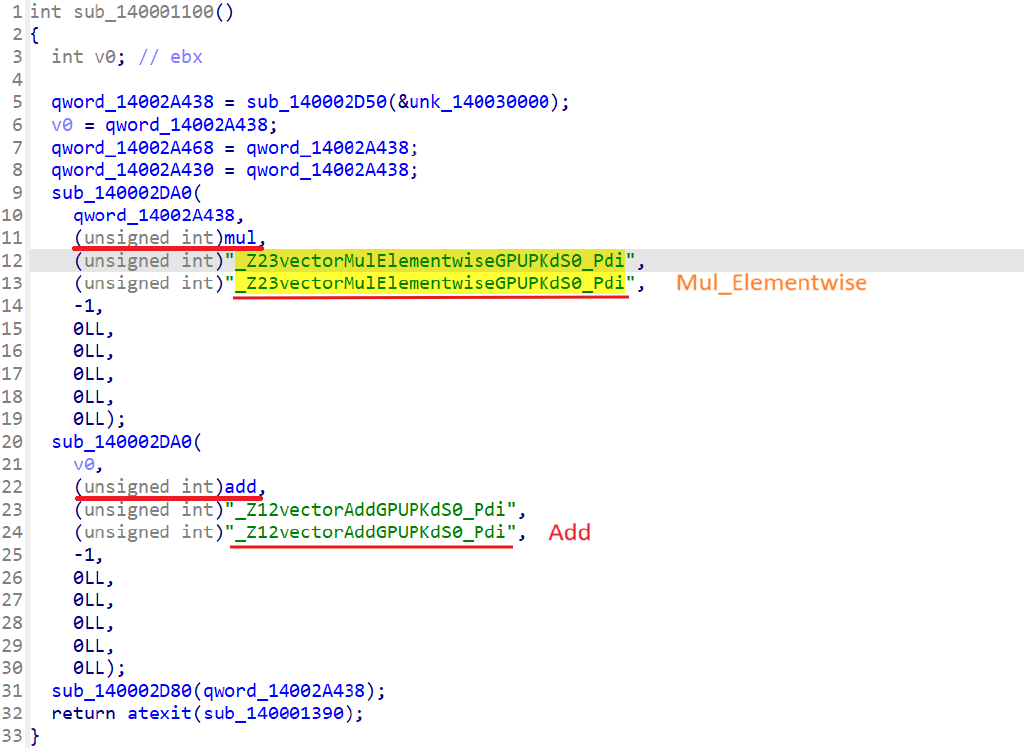 1 int sub_140001100()
2 {
3   int v0; // ebx
4
5   qword_14002A438 = sub_140002D50(&unk_140030000);
6   v0 = qword_14002A438;
7   qword_14002A468 = qword_14002A438;
8   qword_14002A430 = qword_14002A438;
9   sub_140002DA0(
10     qword_14002A438,
11     (unsigned int)mul,
12     (unsigned int)"_Z23vectorMulElementwiseGPUPKdS0_Pdi",
13     (unsigned int)"_Z23vectorMulElementwiseGPUPKdS0_Pdi", Mul_Elementwise
14     -1,
15     0LL,
16     0LL,
17     0LL,
18     0LL,
19     0LL);
20   sub_140002DA0(
21     v0,
22     (unsigned int)add,
23     (unsigned int)"_Z12vectorAddGPUPKdS0_Pdi",
24     (unsigned int)"_Z12vectorAddGPUPKdS0_Pdi", Add
25     -1,
26     0LL,
27     0LL,
28     0LL,
29     0LL,
30     0LL);
31   sub_140002D80(qword_14002A438);
32   return atexit(sub_140001390);
33 }